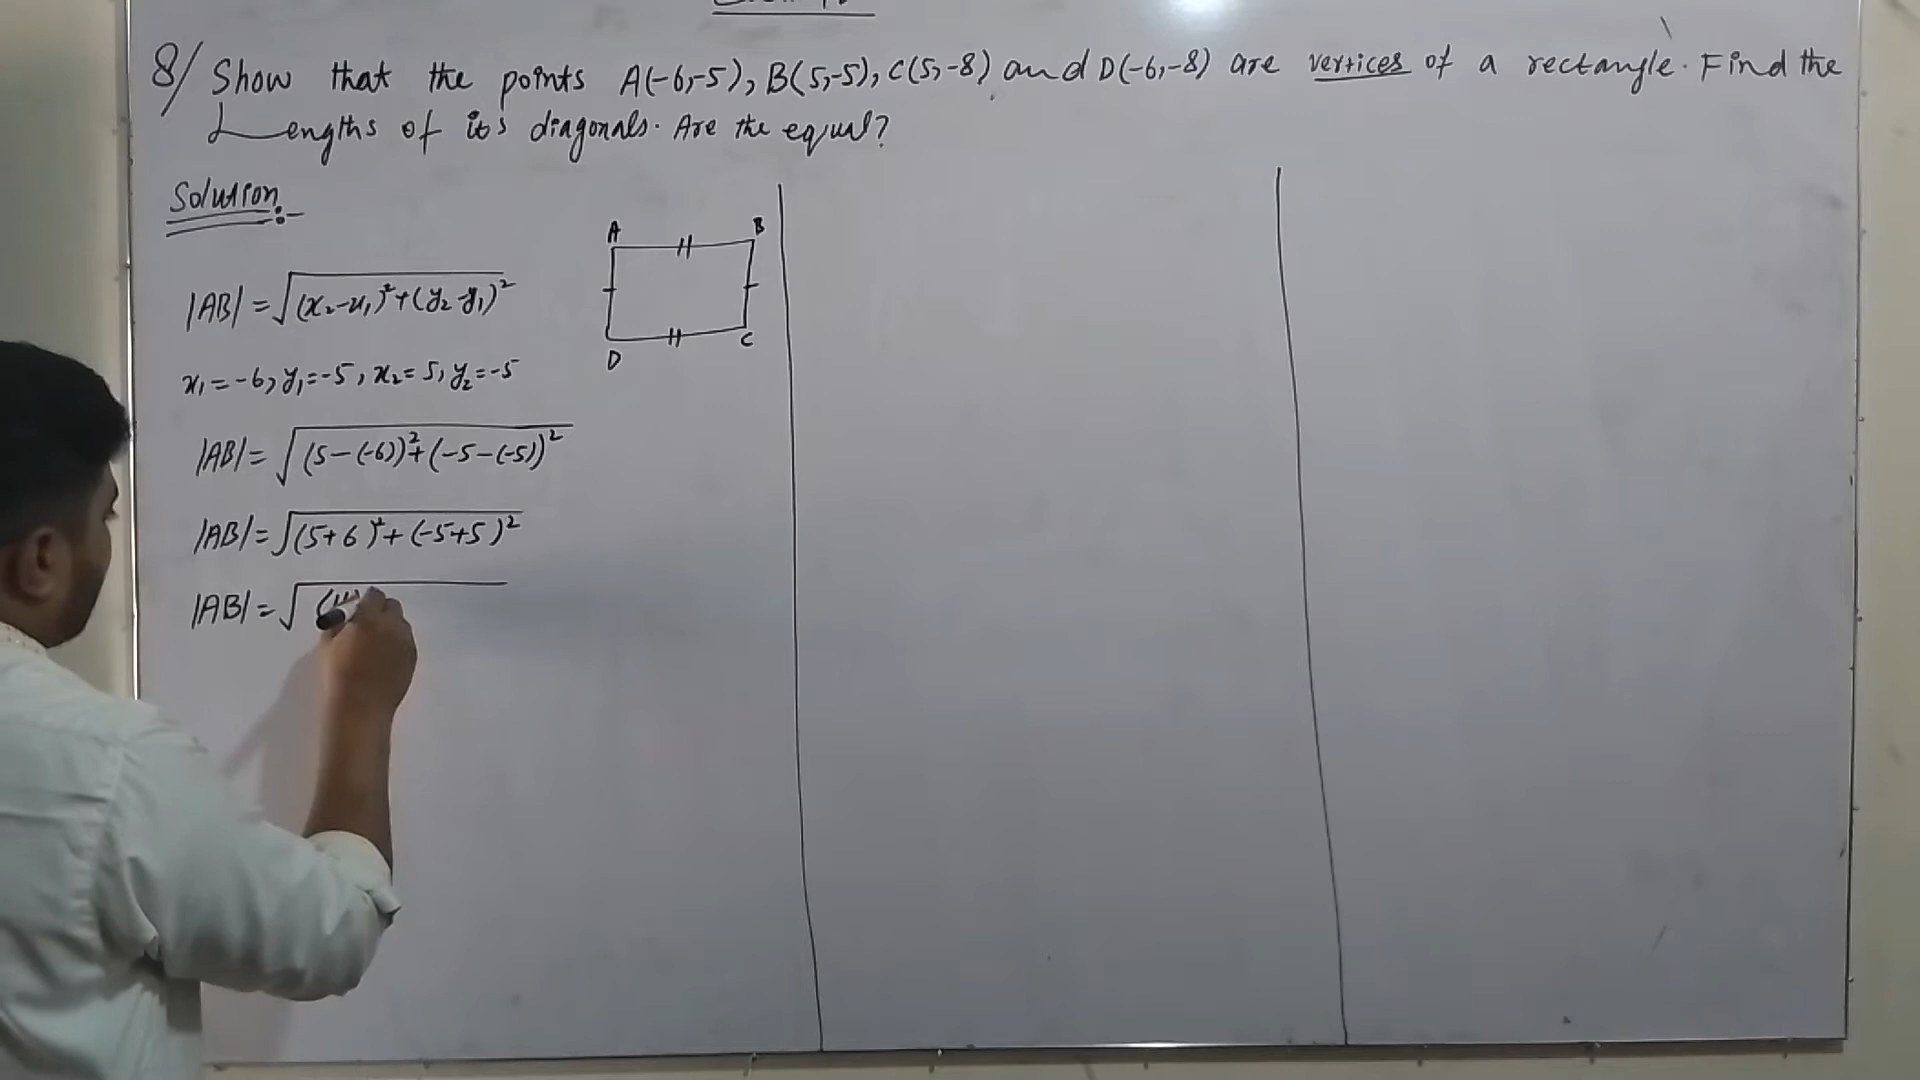 8/ Show that the points A(-6,-5), B(5,-5), C(5,-8) and D(-6,-8) are vertices of a rectangle. Find the
Lengths of its diagonals. Are the equal?
Solution:-
A B
D C
|AB| = √(x₂-x₁)²+(y₂-y₁)²
x₁=-6, y₁=-5, x₂=5, y₂=-5
|AB| = √(5-(-6))²+(-5-(-5))²
|AB| = √(5+6)²+(-5+5)²
|AB| = √(11)